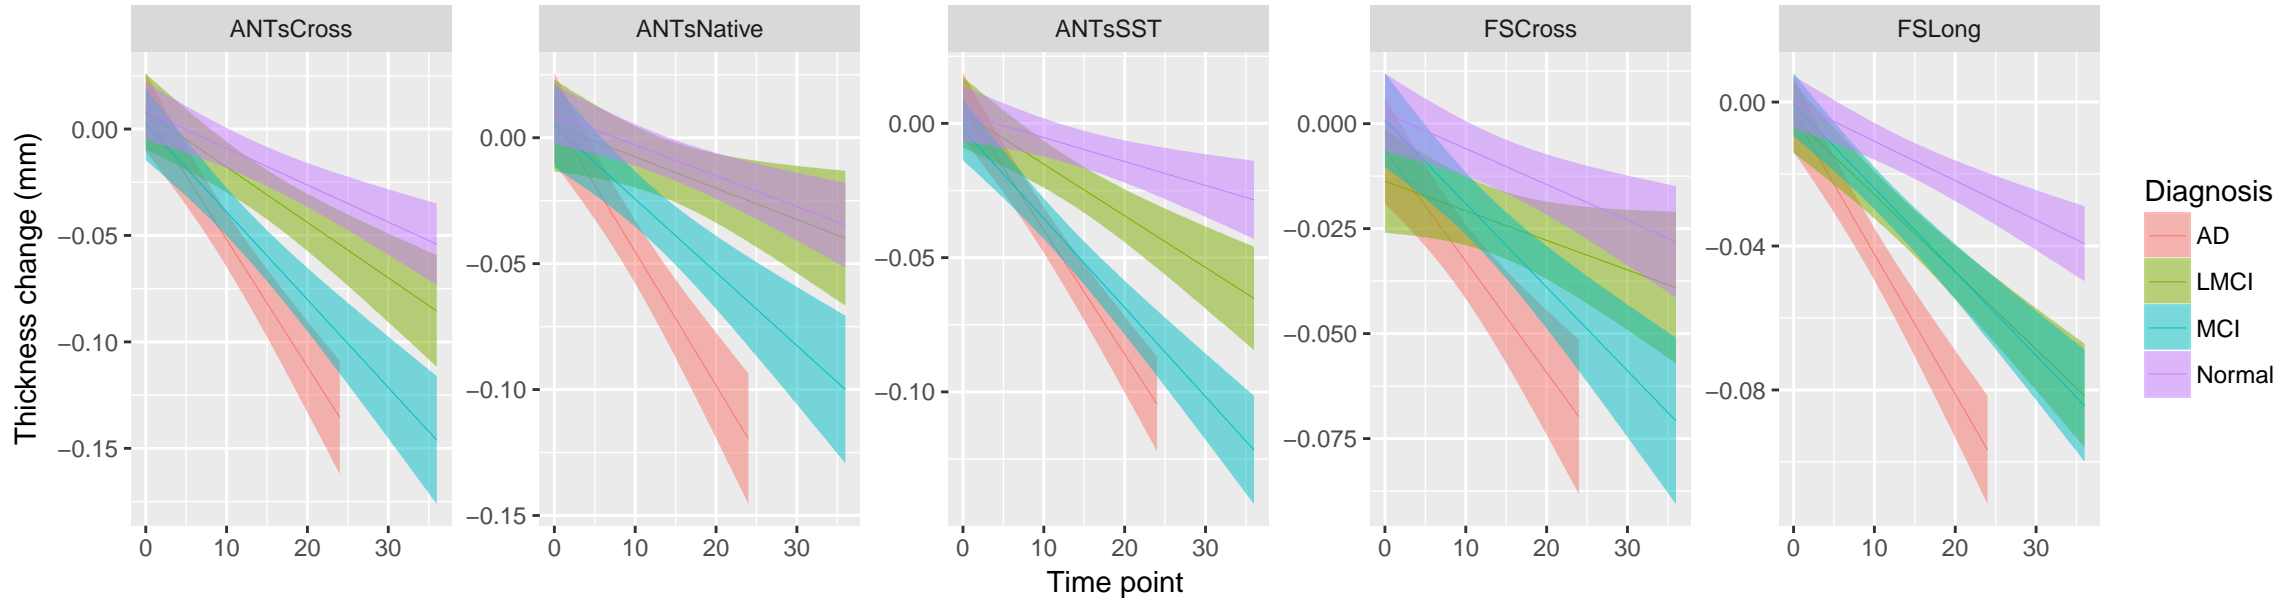 ANTsCross ANTsNative ANTsSST FSCross FSLong
Thickness change (mm)
0.00
−0.05
−0.10
−0.15
0 10 20 30
0.00
−0.05
−0.10
−0.15
0 10 20 30
0.00
−0.05
−0.10
0 10 20 30
0.000
−0.025
−0.050
−0.075
0 10 20 30
0.00
−0.04
−0.08
0 10 20 30
Time point
Diagnosis
AD
LMCI
MCI
Normal